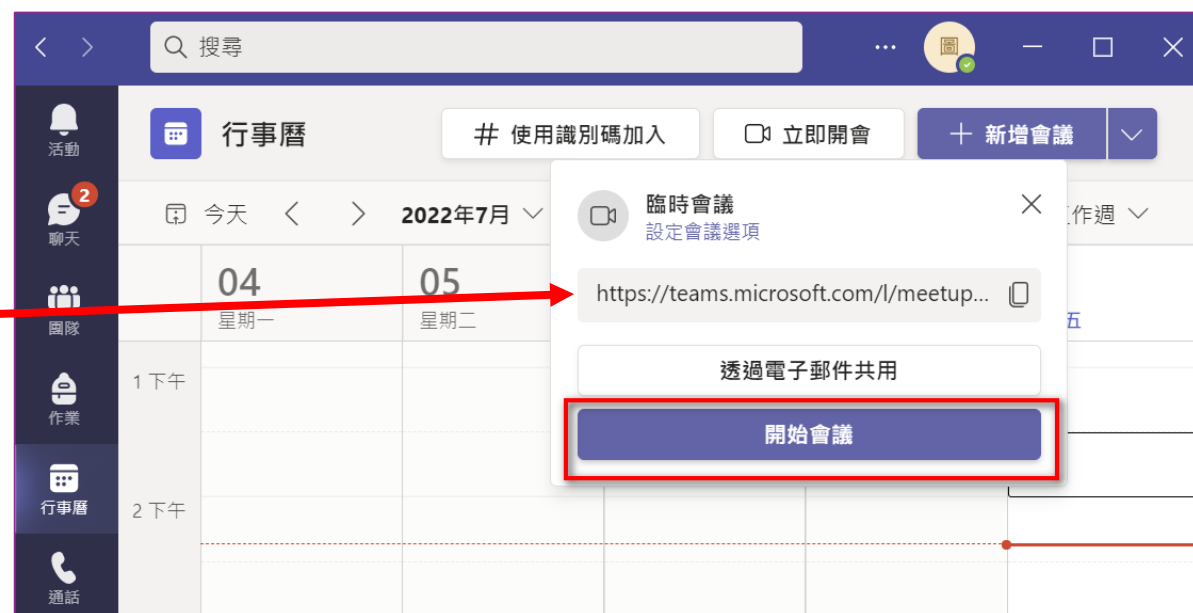 搜尋
圖
活動
行事曆
使用識別碼加入
立即開會
新增會議
2
聊天
今天
2022年7月
作週
臨時會議
設定會議選項
04
星期一
05
星期二
https://teams.microsoft.com/l/meetup...
五
團隊
透過電子郵件共用
1 下午
作業
開始會議
行事曆
2 下午
通話